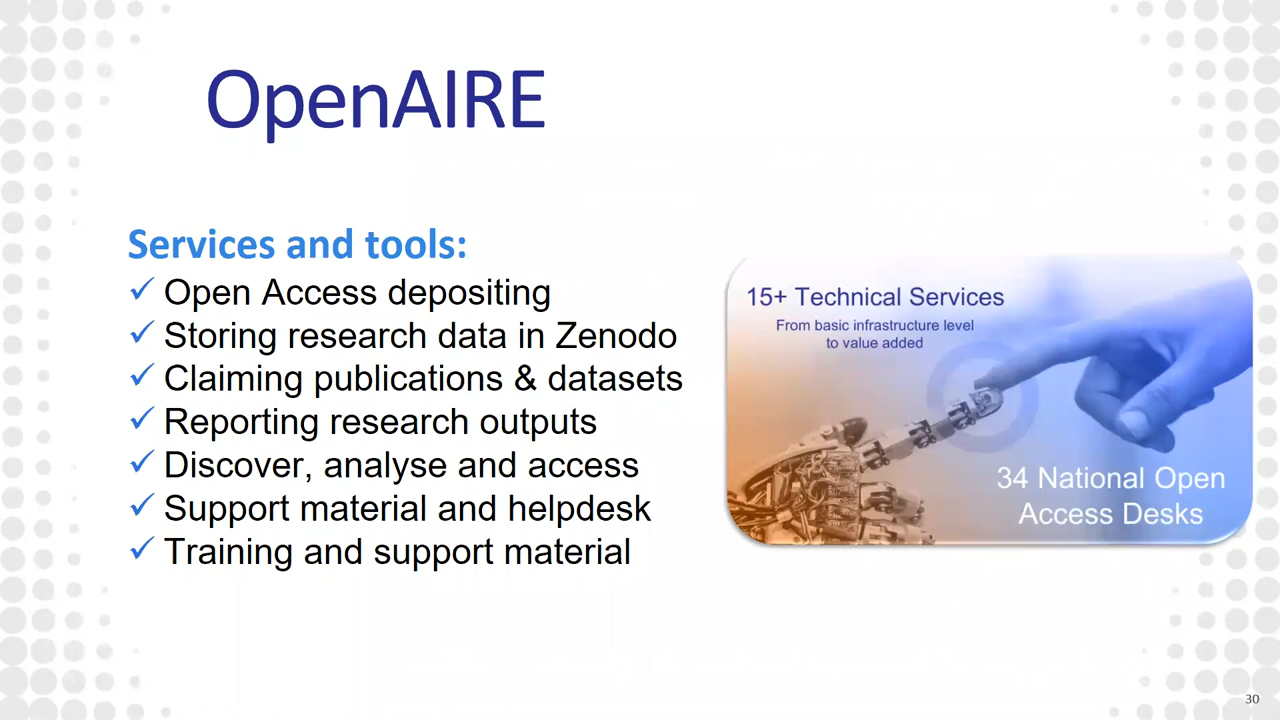 OpenAIRE
Services and tools:
✓ Open Access depositing
✓ Storing research data in Zenodo
✓ Claiming publications & datasets
✓ Reporting research outputs
✓ Discover, analyse and access
✓ Support material and helpdesk
✓ Training and support material
15+ Technical Services
From basic infrastructure level
to value added
34 National Open
Access Desks
30